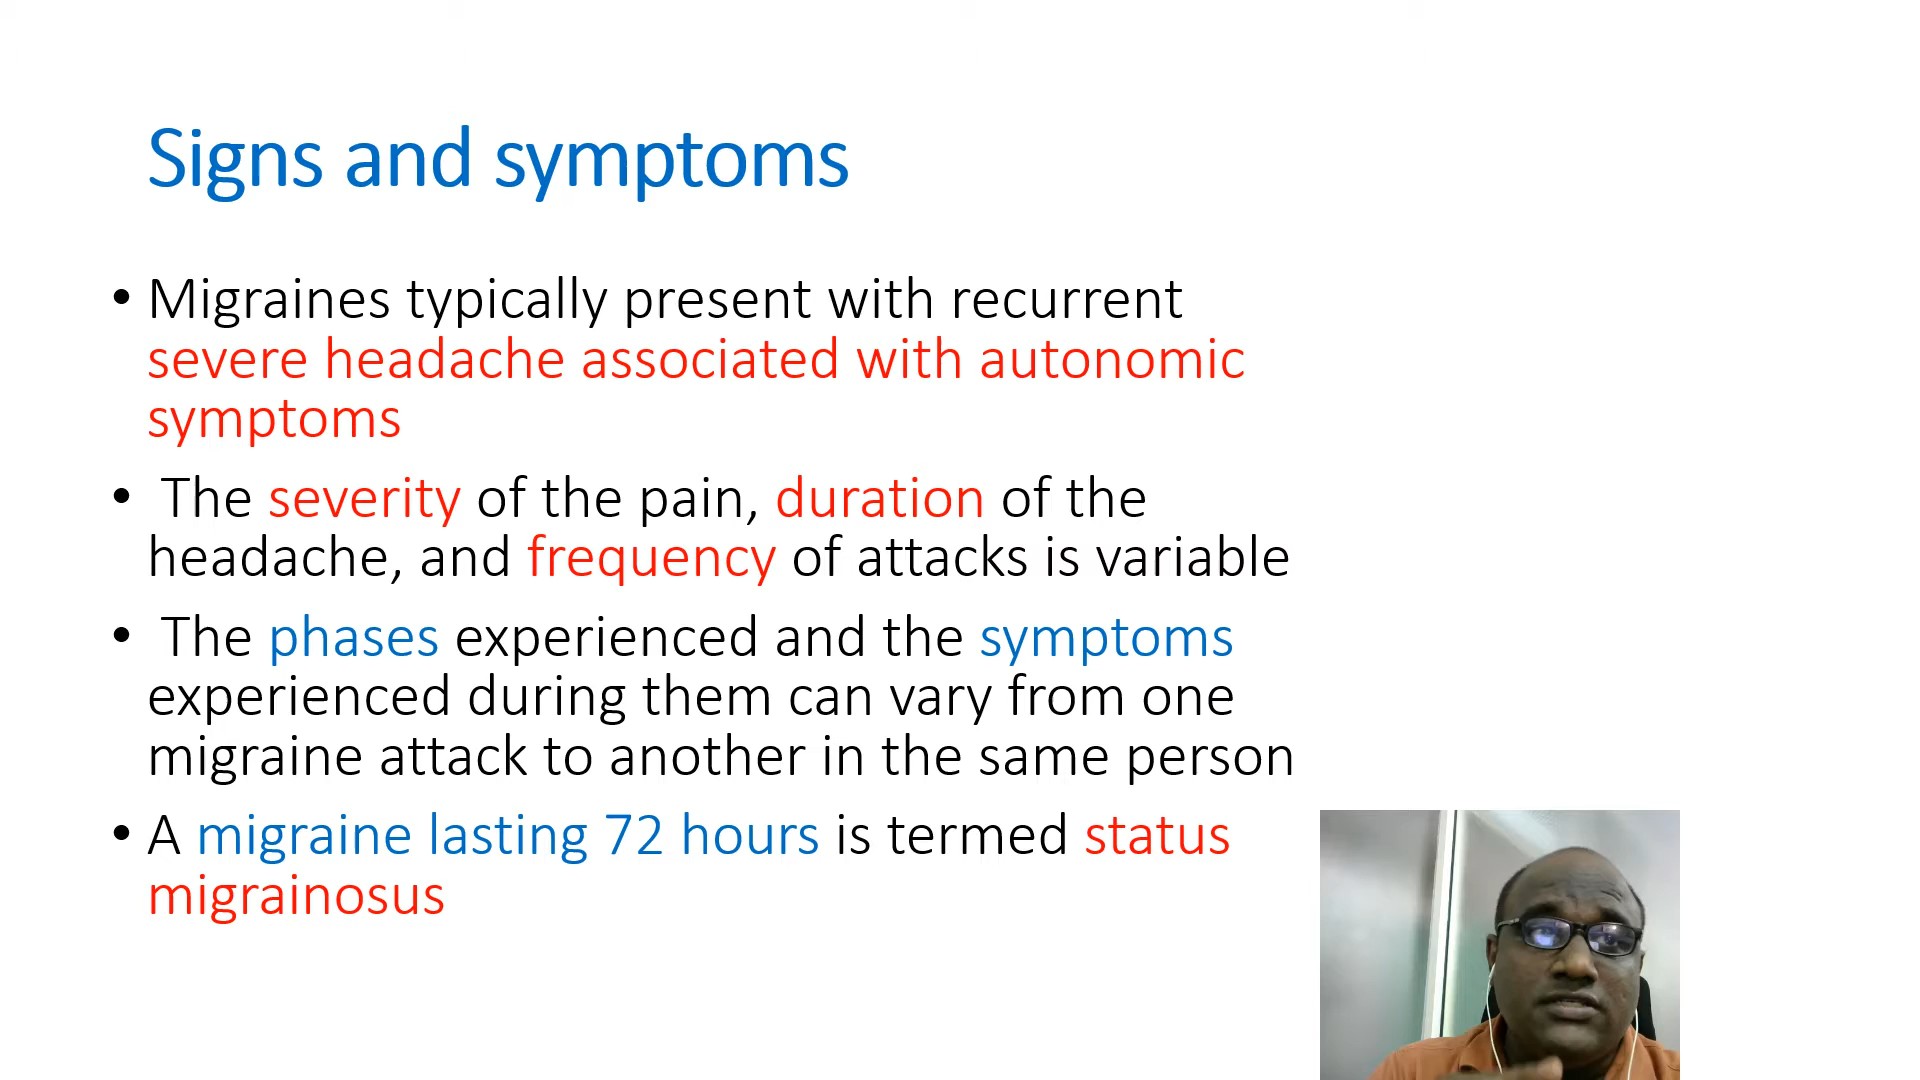 Signs and symptoms
• Migraines typically present with recurrent
severe headache associated with autonomic
symptoms
• The severity of the pain, duration of the
headache, and frequency of attacks is variable
• The phases experienced and the symptoms
experienced during them can vary from one
migraine attack to another in the same person
• A migraine lasting 72 hours is termed status
migrainosus